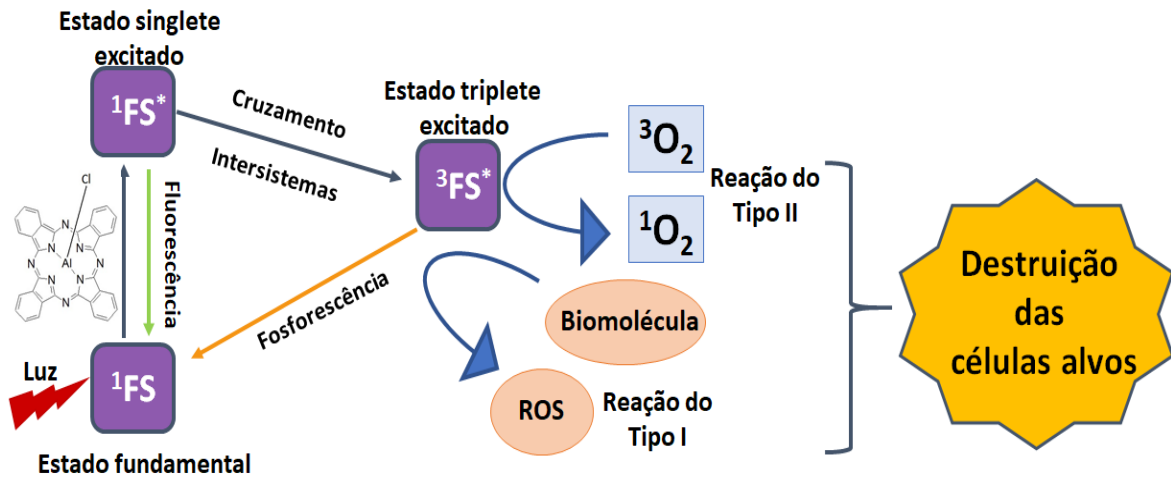 Estado singlete
excitado
¹FS*
Cruzamento
Intersistemas
Estado triplete
excitado
³FS*
³O₂
¹O₂
Reação do
Tipo II
Cl
N
N
N
N
Al
N
N
N
N
Fluorescência
Fosforescência
Biomolécula
ROS
Reação do
Tipo I
Luz
¹FS
Estado fundamental
Destruição
das
células alvos